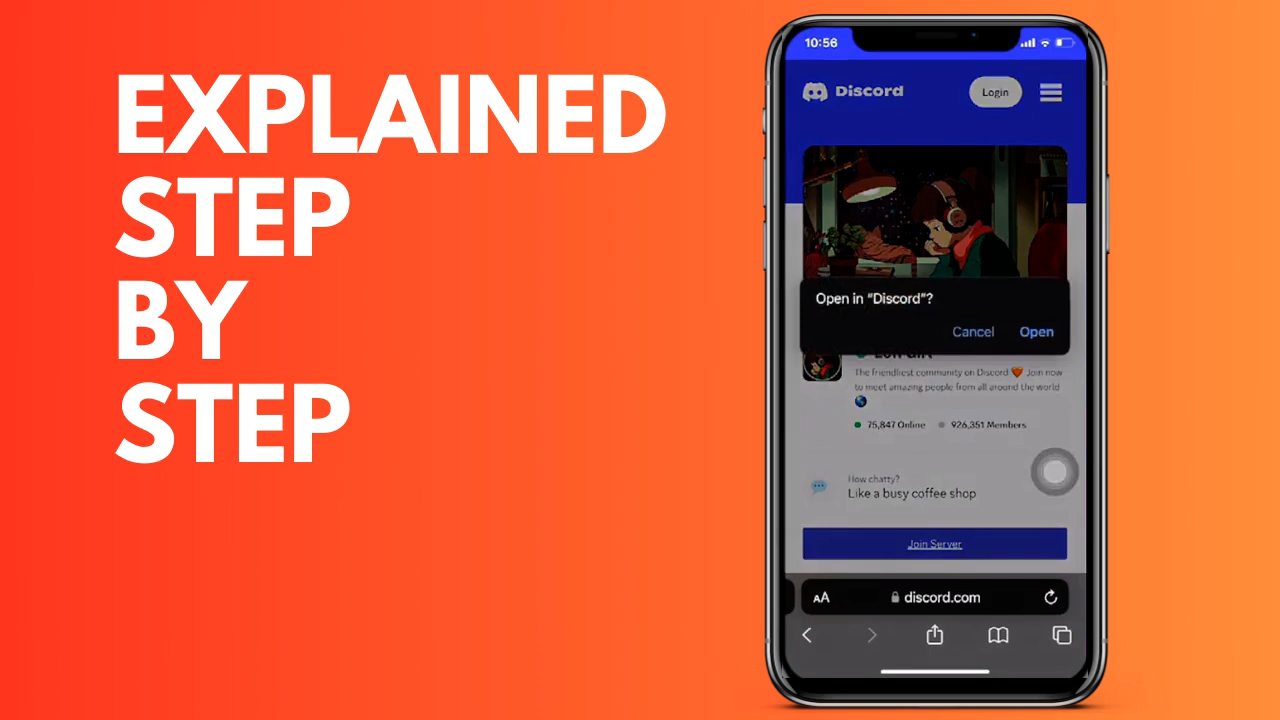 EXPLAINED
STEP
BY
STEP
10:56
Discord
Login
Open in “Discord”?
Cancel Open
The friendliest community on Discord 🧡 Join now
to meet amazing people from all around the world
🌎
75,847 Online 926,351 Members
How chatty?
Like a busy coffee shop
Join Server
AA discord.com